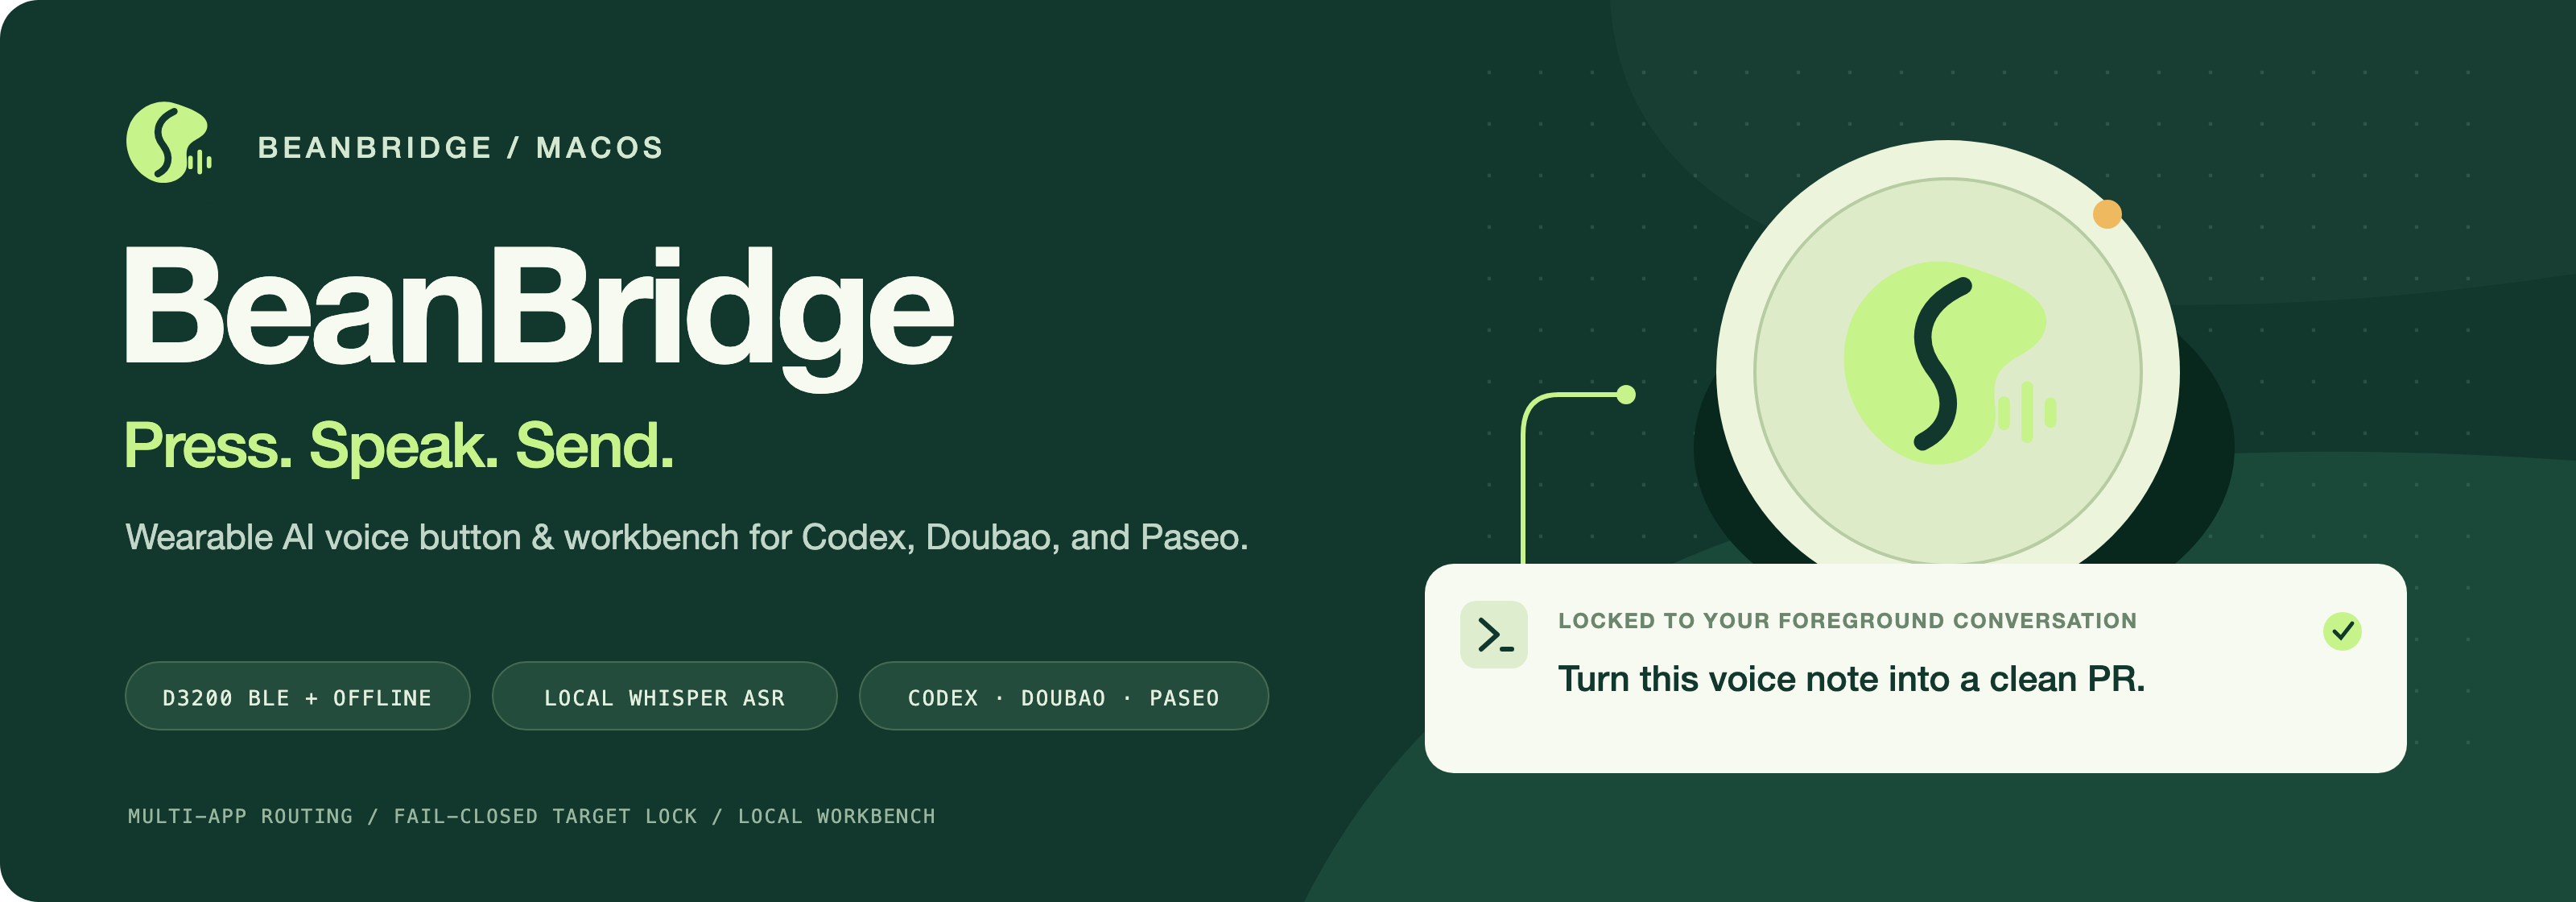 BEANBRIDGE / MACOS
BeanBridge
Press. Speak. Send.
Wearable AI voice button & workbench for Codex, Doubao, and Paseo.
D3200 BLE + OFFLINE
LOCAL WHISPER ASR
CODEX · DOUBAO · PASEO
MULTI-APP ROUTING / FAIL-CLOSED TARGET LOCK / LOCAL WORKBENCH
LOCKED TO YOUR FOREGROUND CONVERSATION
Turn this voice note into a clean PR.